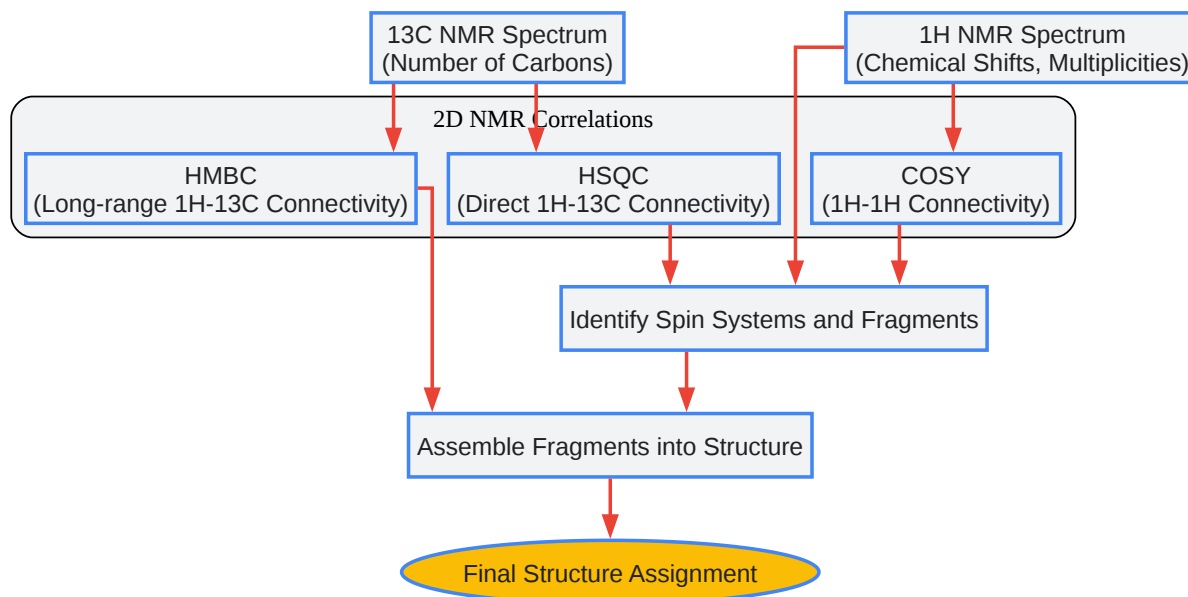 13C NMR Spectrum
(Number of Carbons)
1H NMR Spectrum
(Chemical Shifts, Multiplicities)
2D NMR Correlations
HMBC
(Long-range 1H-13C Connectivity)
HSQC
(Direct 1H-13C Connectivity)
COSY
(1H-1H Connectivity)
Identify Spin Systems and Fragments
Assemble Fragments into Structure
Final Structure Assignment